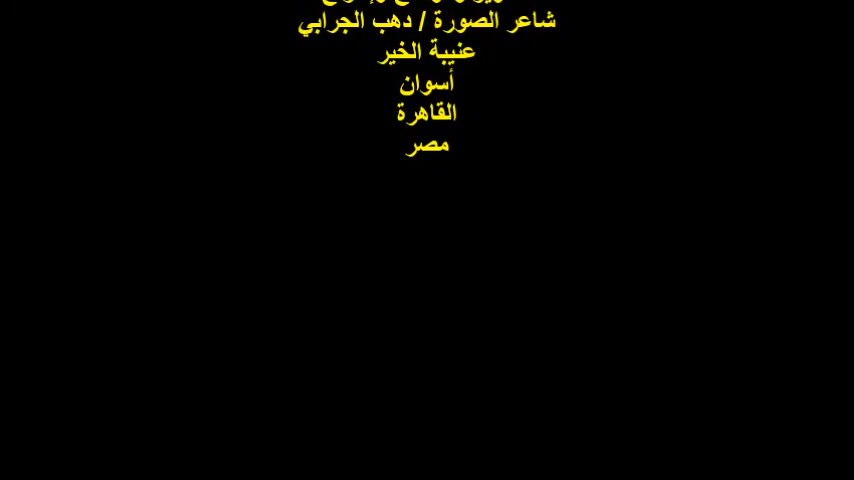 شاعر الصورة / دهب الجرابي
عنيبة الخير
أسوان
القاهرة
مصر